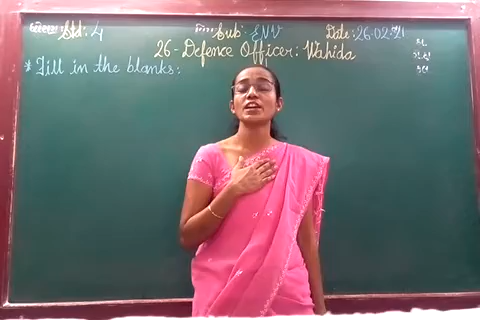 Std: 4 Sub: ENV Date: 26.02.21
26 - Defence Officer: Wahida
* Fill in the blanks: